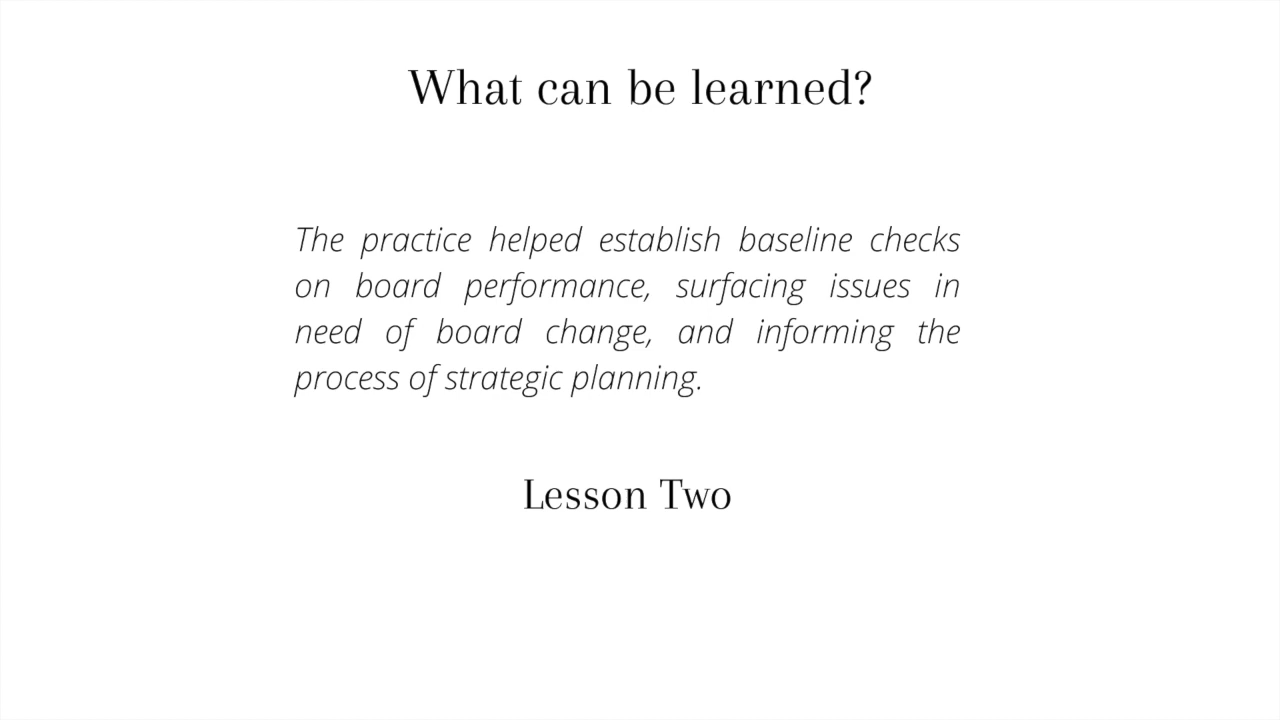 What can be learned?
The practice helped establish baseline checks
on board performance, surfacing issues in
need of board change, and informing the
process of strategic planning.
Lesson Two